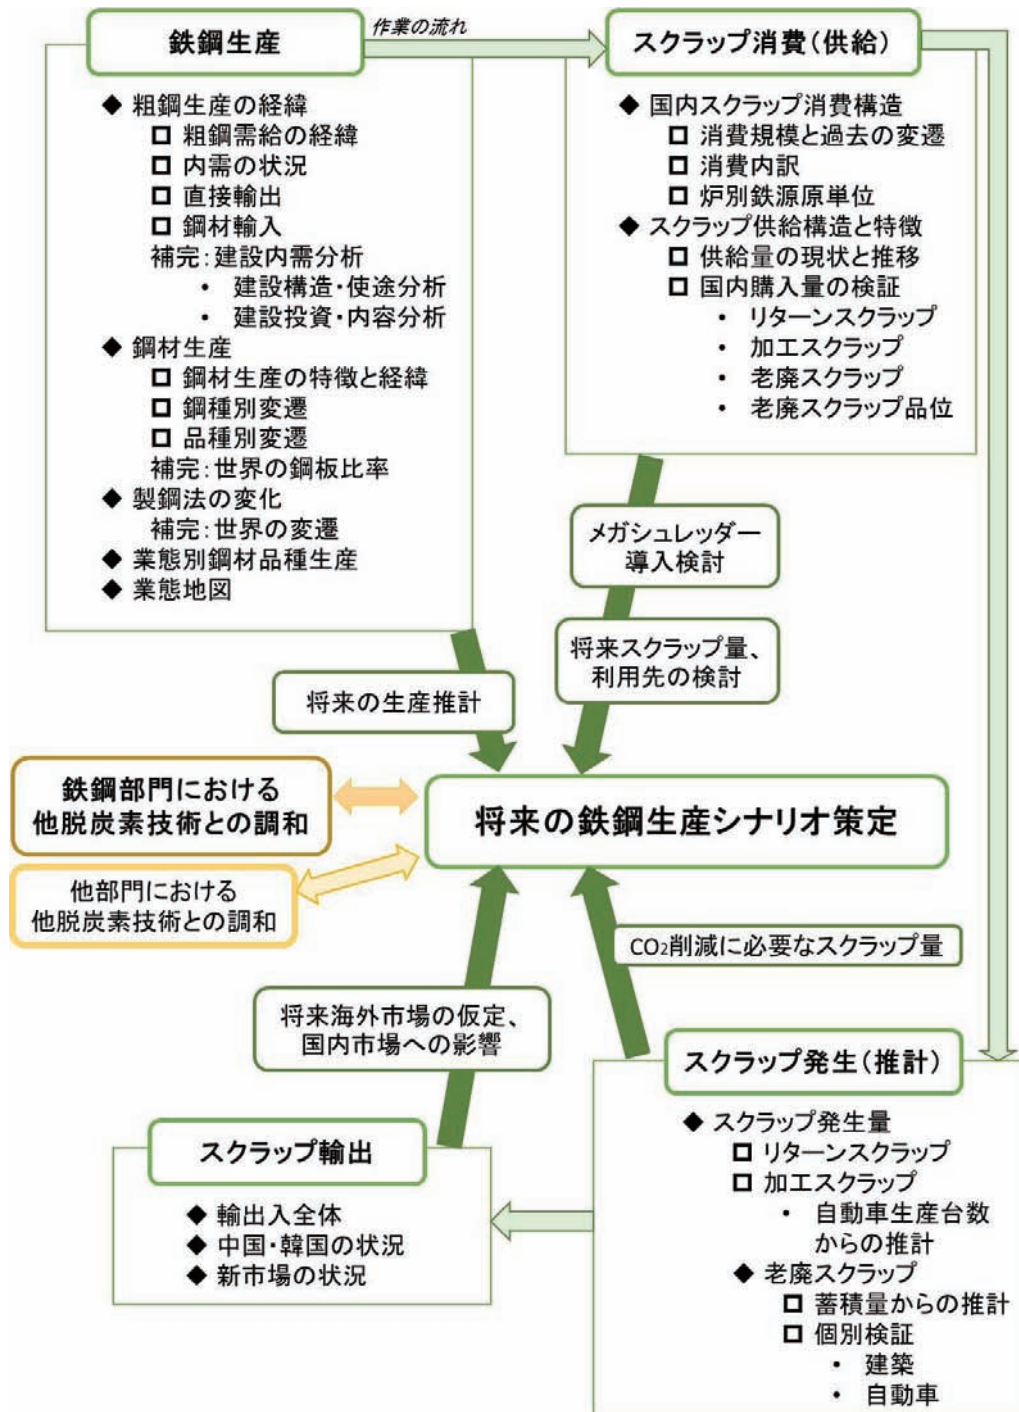 鉄鋼生産
作業の流れ
スクラップ消費(供給)
◆ 粗鋼生産の経緯
□ 粗鋼需給の経緯
□ 内需の状況
□ 直接輸出
□ 鋼材輸入
補完:建設内需分析
・ 建設構造・使途分析
・ 建設投資・内容分析
◆ 鋼材生産
□ 鋼材生産の特徴と経緯
□ 鋼種別変遷
□ 品種別変遷
補完:世界の鋼板比率
◆ 製鋼法の変化
補完:世界の変遷
◆ 業態別鋼材品種生産
◆ 業態地図
◆ 国内スクラップ消費構造
□ 消費規模と過去の変遷
□ 消費内訳
□ 炉別鉄源原単位
◆ スクラップ供給構造と特徴
□ 供給量の現状と推移
□ 国内購入量の検証
・ リターンスクラップ
・ 加工スクラップ
・ 老廃スクラップ
・ 老廃スクラップ品位
メガシュレッダー
導入検討
将来スクラップ量、
利用先の検討
将来の生産推計
鉄鋼部門における
他脱炭素技術との調和
将来の鉄鋼生産シナリオ策定
他部門における
他脱炭素技術との調和
CO₂削減に必要なスクラップ量
将来海外市場の仮定、
国内市場への影響
スクラップ発生(推計)
◆ スクラップ発生量
□ リターンスクラップ
□ 加工スクラップ
・ 自動車生産台数
からの推計
◆ 老廃スクラップ
□ 蓄積量からの推計
□ 個別検証
・ 建築
・ 自動車
スクラップ輸出
◆ 輸出入全体
◆ 中国・韓国の状況
◆ 新市場の状況